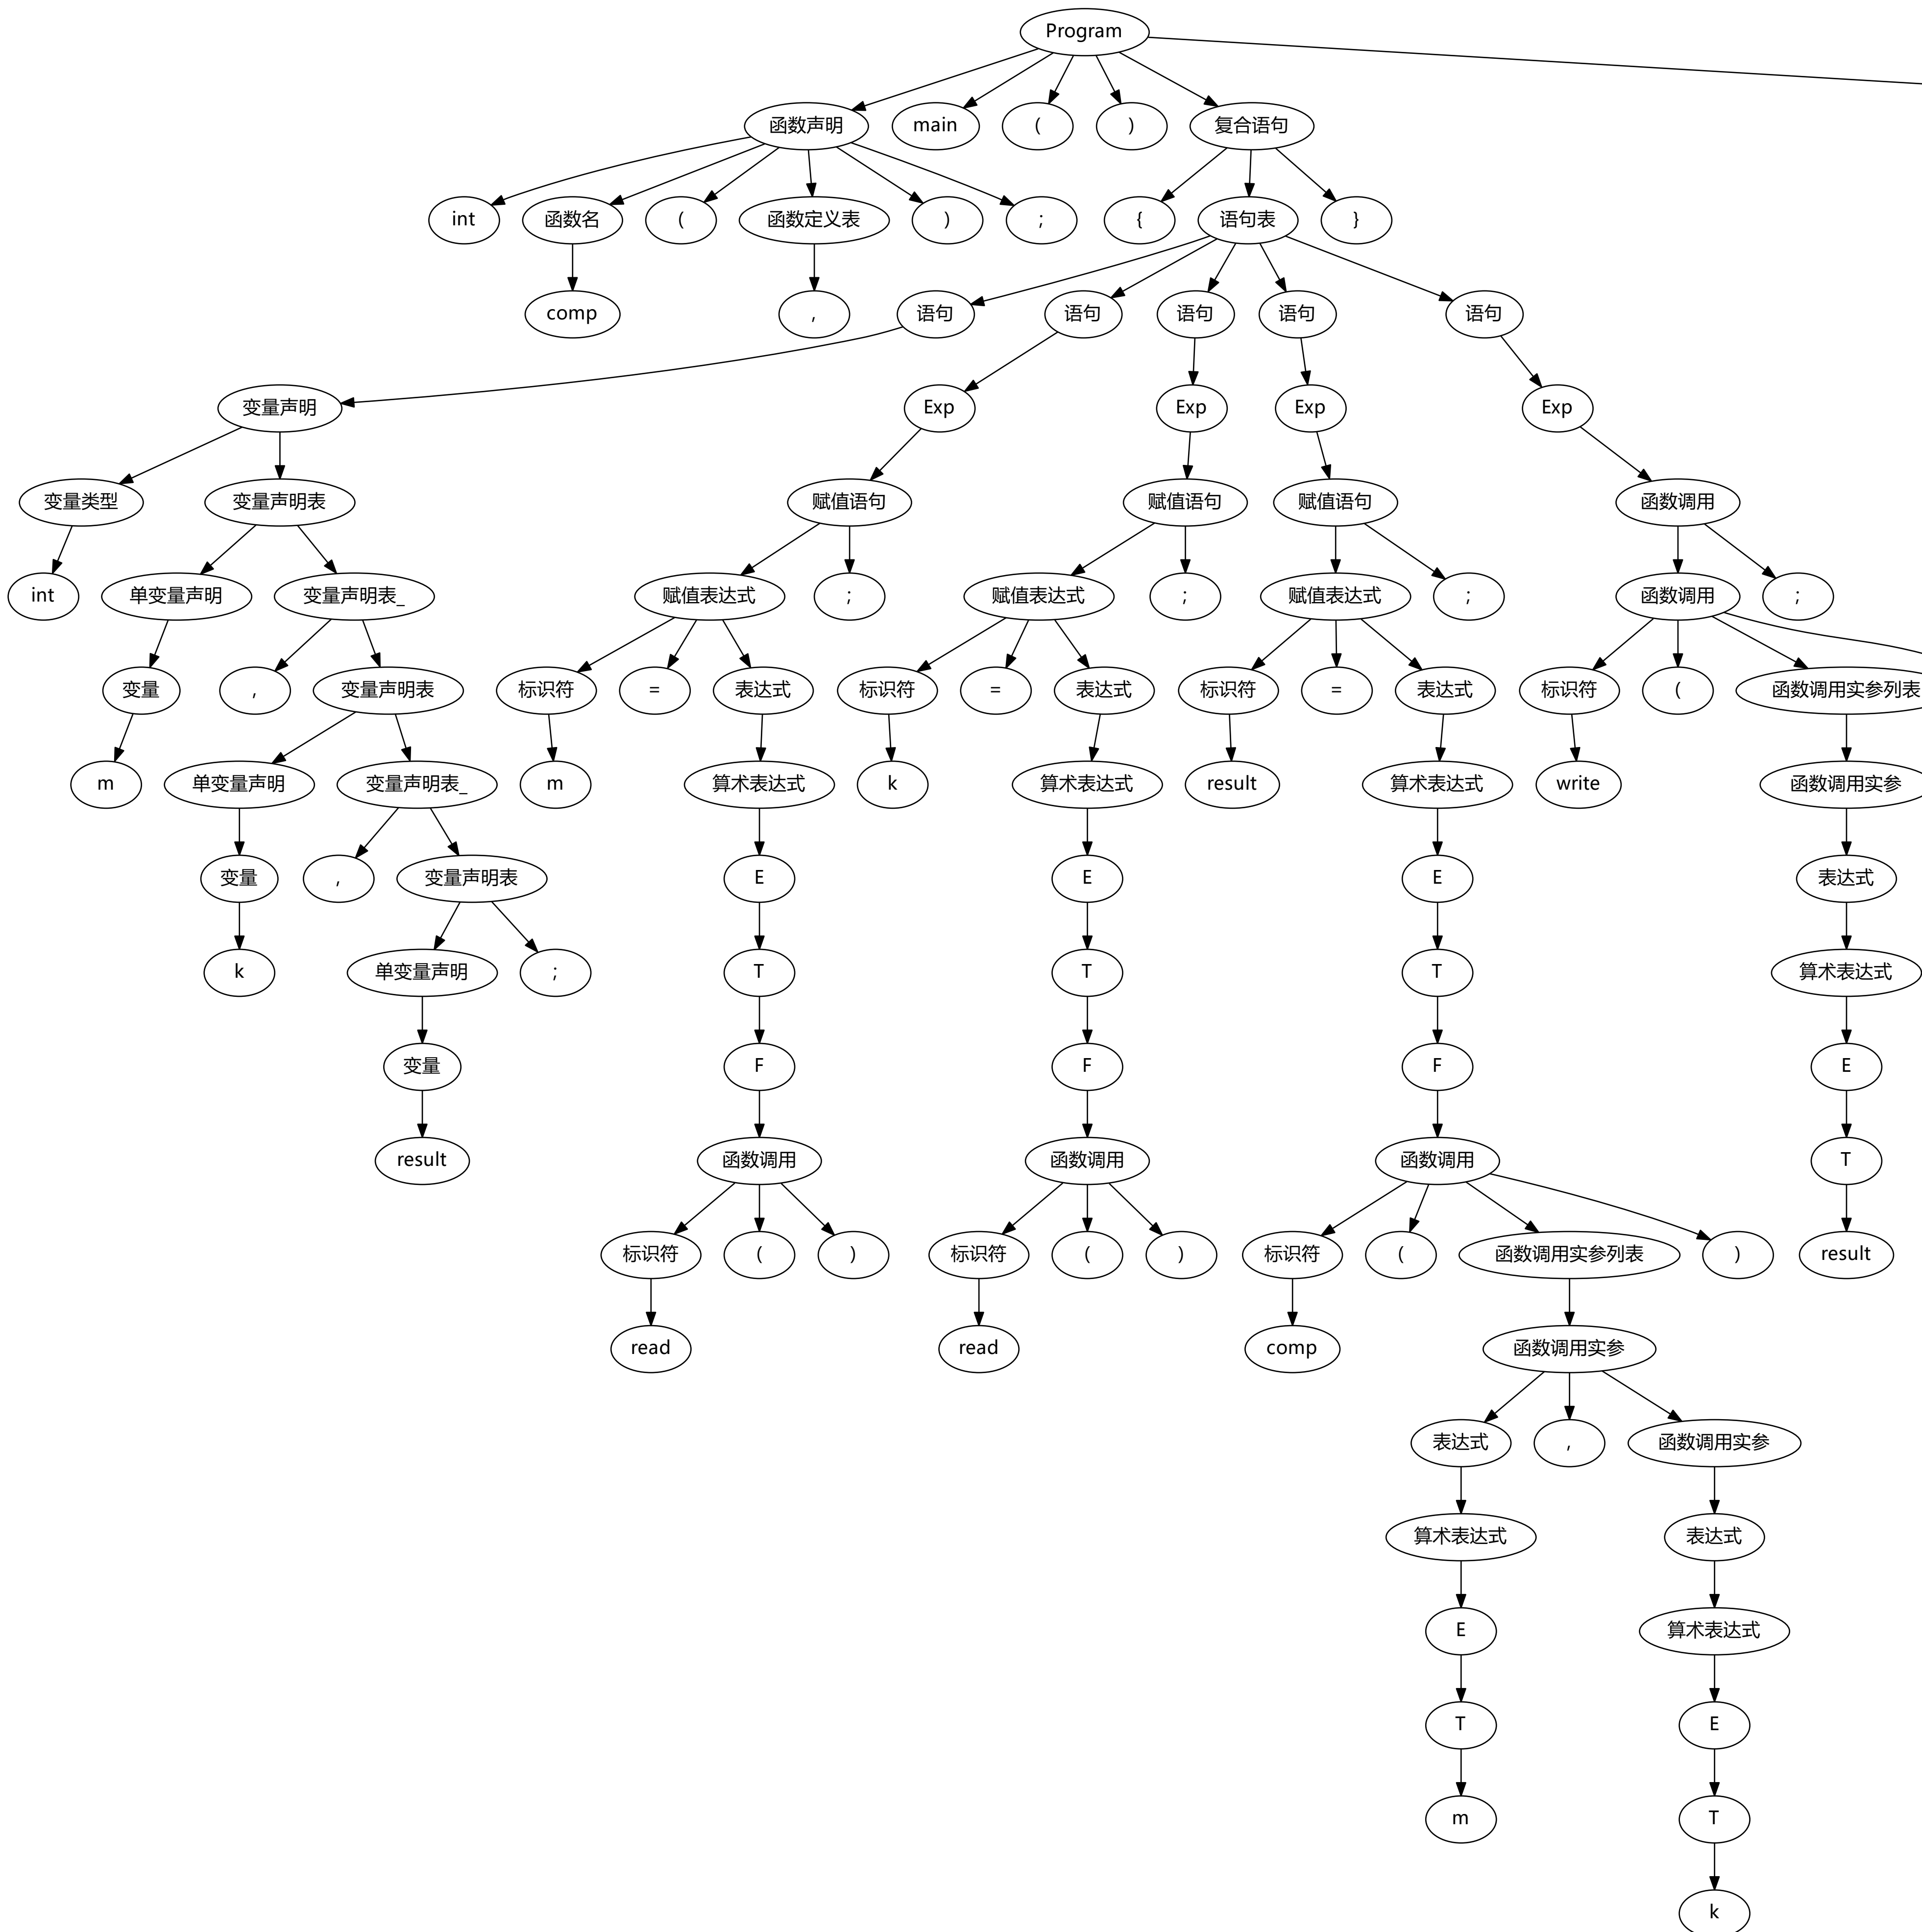 Program
函数声明 main ( ) 复合语句
int 函数名 ( 函数定义表 ) ; { 语句表 }
comp , 语句 语句 语句 语句 语句
变量声明 Exp Exp Exp Exp
变量类型 变量声明表 赋值语句 赋值语句 赋值语句 函数调用
int 单变量声明 变量声明表_ 赋值表达式 ; 赋值表达式 ; 赋值表达式 ; 函数调用 ;
变量 , 变量声明表 标识符 = 表达式 标识符 = 表达式 标识符 = 表达式 标识符 ( 函数调用实参列表
m 单变量声明 变量声明表_ m 算术表达式 k 算术表达式 result 算术表达式 write 函数调用实参
变量 , 变量声明表 E E E 表达式
k 单变量声明 ; T T T 算术表达式
变量 F F F E
result 函数调用 函数调用 函数调用 T
标识符 ( ) 标识符 ( ) 标识符 ( 函数调用实参列表 ) result
read read comp 函数调用实参
表达式 , 函数调用实参
算术表达式 表达式
E 算术表达式
T E
m T
k